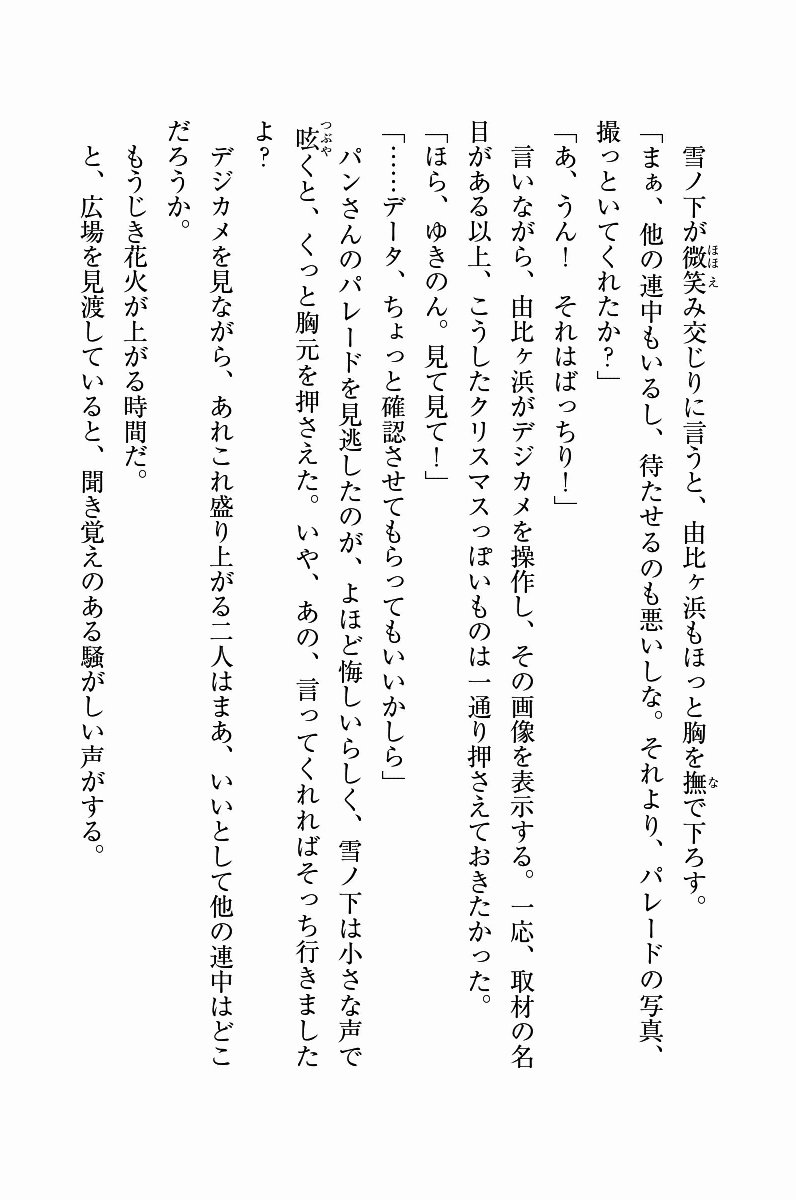 雪ノ下が微笑み交じりに言うと、由比ヶ浜もほっと胸を撫で下ろす。
「まぁ、他の連中もいるし、待たせるのも悪いしな。それより、パレードの写真、
撮っといてくれたか？」
「あ、うん！　それはばっちり！」
言いながら、由比ヶ浜がデジカメを操作し、その画像を表示する。一応、取材の名
目がある以上、こうしたクリスマスっぽいものは一通り押さえておきたかった。
「ほら、ゆきのん。見て見て！」
「……データ、ちょっと確認させてもらってもいいかしら」
パンさんのパレードを見逃したのが、よほど悔しいらしく、雪ノ下は小さな声で
呟くと、くっと胸元を押さえた。いや、あの、言ってくれればそっち行きました
よ？
デジカメを見ながら、あれこれ盛り上がる二人はまあ、いいとして他の連中はどこ
だろうか。
もうじき花火が上がる時間だ。
と、広場を見渡していると、聞き覚えのある騒がしい声がする。